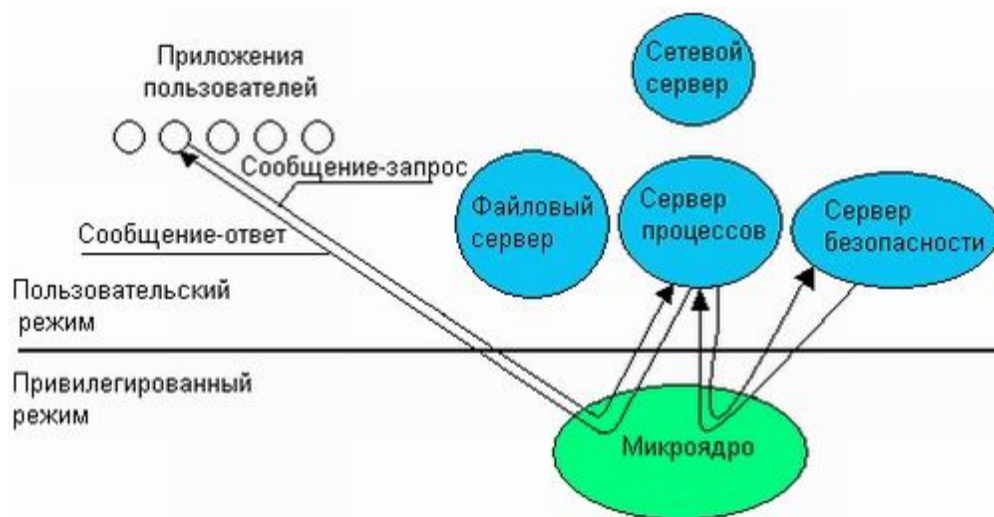 Приложения
пользователей
Сетевой
сервер
Сообщение-запрос
Файловый
сервер
Сервер
процессов
Сервер
безопасности
Сообщение-ответ
Пользовательский
режим
Привилегированный
режим
Микроядро